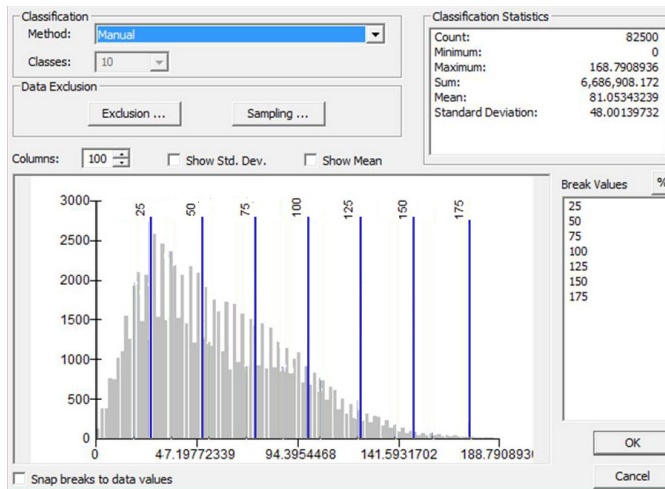 Classification
Method: Manual
Classes: 10
Data Exclusion
Exclusion ... Sampling ...
Classification Statistics
Count: 82500
Minimum: 0
Maximum: 168.7908936
Sum: 6,686,908.172
Mean: 81.05343239
Standard Deviation: 48.00139732
Columns: 100 Show Std. Dev. Show Mean
Break Values %
25
50
75
100
125
150
175
3000
2500
2000
1500
1000
500
0
25 50 75 100 125 150 175
0 47.19772339 94.3954468 141.5931702 188.7908930
Snap breaks to data values
OK
Cancel